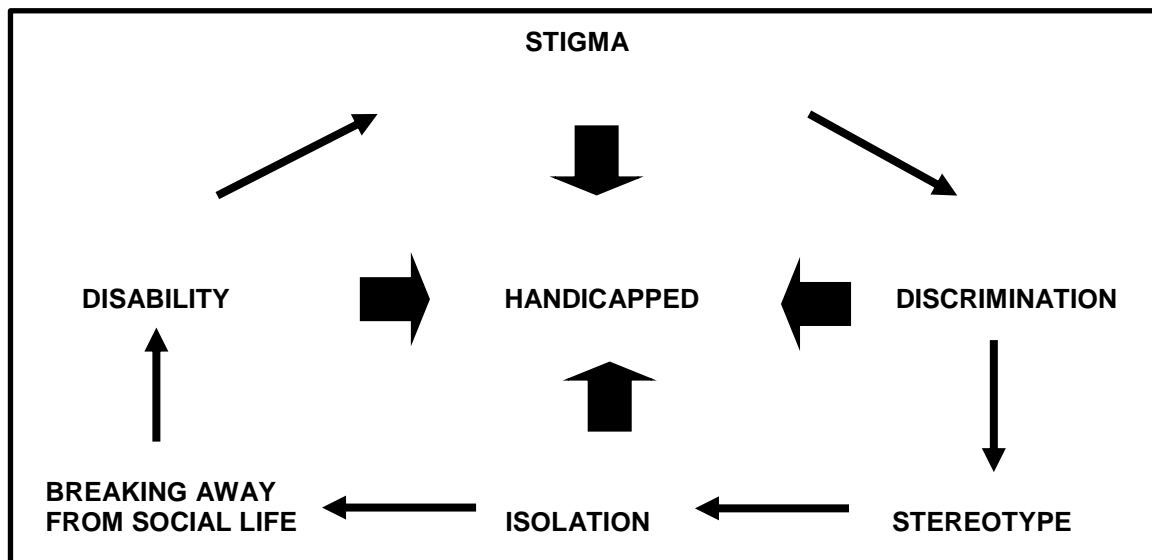 STIGMA
DISABILITY
HANDICAPPED
DISCRIMINATION
BREAKING AWAY
FROM SOCIAL LIFE
ISOLATION
STEREOTYPE